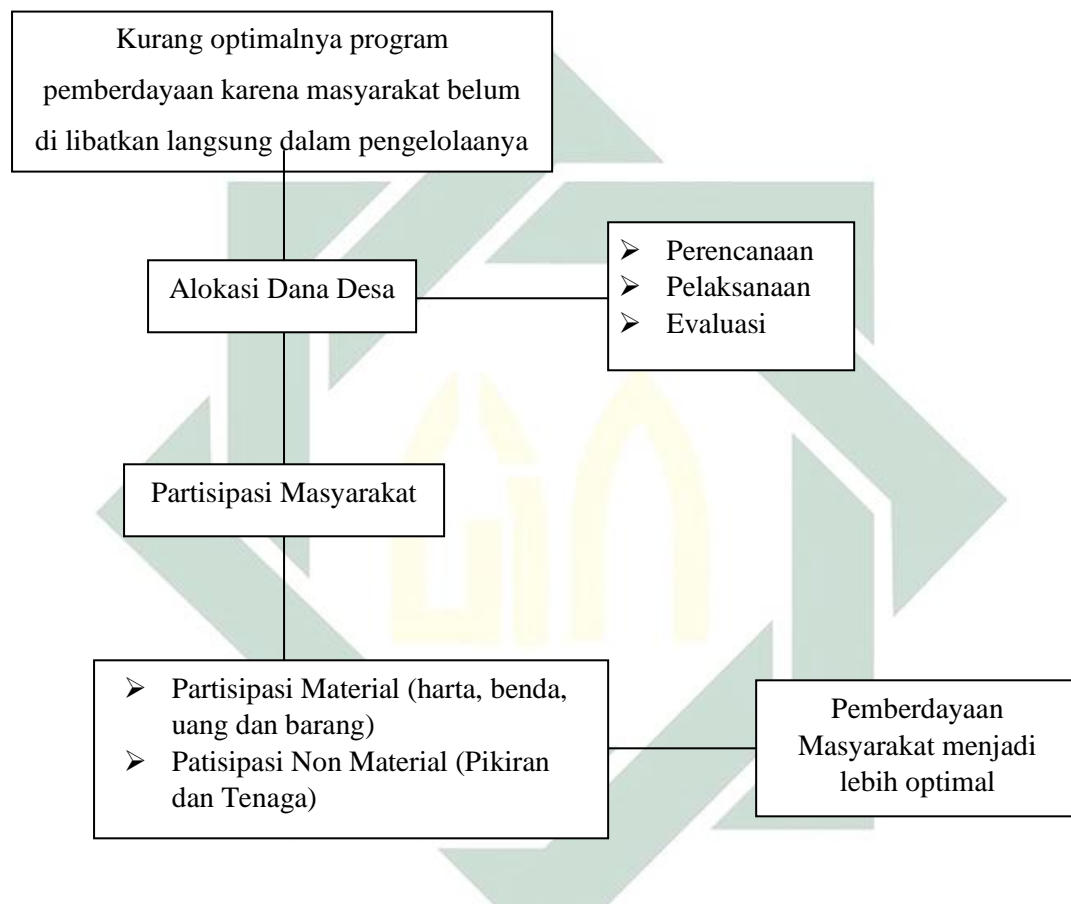 Kurang optimalnya program
pemberdayaan karena masyarakat belum
di libatkan langsung dalam pengelolaanya
Alokasi Dana Desa
➢ Perencanaan
➢ Pelaksanaan
➢ Evaluasi
Partisipasi Masyarakat
➢ Partisipasi Material (harta, benda,
uang dan barang)
➢ Patisipasi Non Material (Pikiran
dan Tenaga)
Pemberdayaan
Masyarakat menjadi
lebih optimal